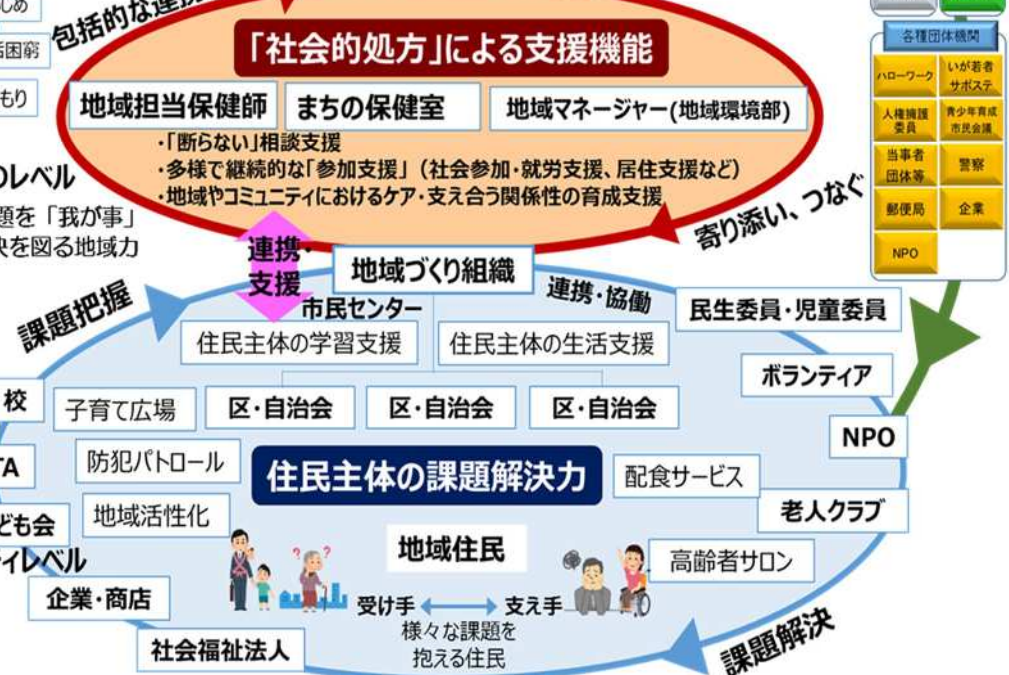 じめ
包括的な連携
困窮
もり
「社会的処方」による支援機能
地域担当保健師
まちの保健室
地域マネージャー(地域環境部)
・「断らない」相談支援
・多様で継続的な「参加支援」（社会参加・就労支援、居住支援など）
・地域やコミュニティにおけるケア・支え合う関係性の育成支援
のレベル
題を「我が事」
決を図る地域力
寄り添い、つなぐ
各種団体機関
ハローワーク
いが若者
サポステ
人権擁護
委員
青少年育成
市民会議
当事者
団体等
警察
郵便局
企業
NPO
連携・
支援
地域づくり組織
連携・協働
市民センター
課題把握
住民主体の学習支援
住民主体の生活支援
民生委員・児童委員
ボランティア
NPO
老人クラブ
校
子育て広場
区・自治会
区・自治会
区・自治会
TA
防犯パトロール
住民主体の課題解決力
配食サービス
ども会
地域活性化
地域住民
高齢者サロン
ィレベル
企業・商店
受け手
支え手
様々な課題を
抱える住民
社会福祉法人
課題解決